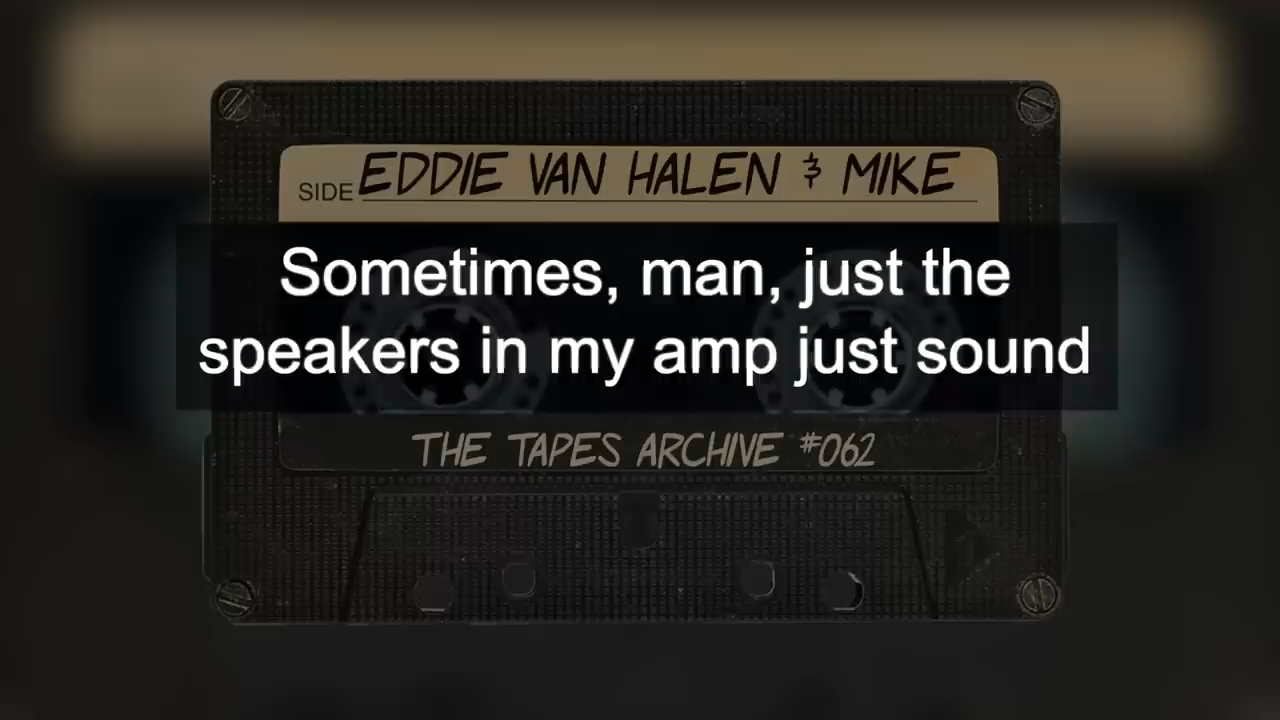 SIDE EDDIE VAN HALEN & MIKE
Sometimes, man, just the
speakers in my amp just sound
THE TAPES ARCHIVE #062